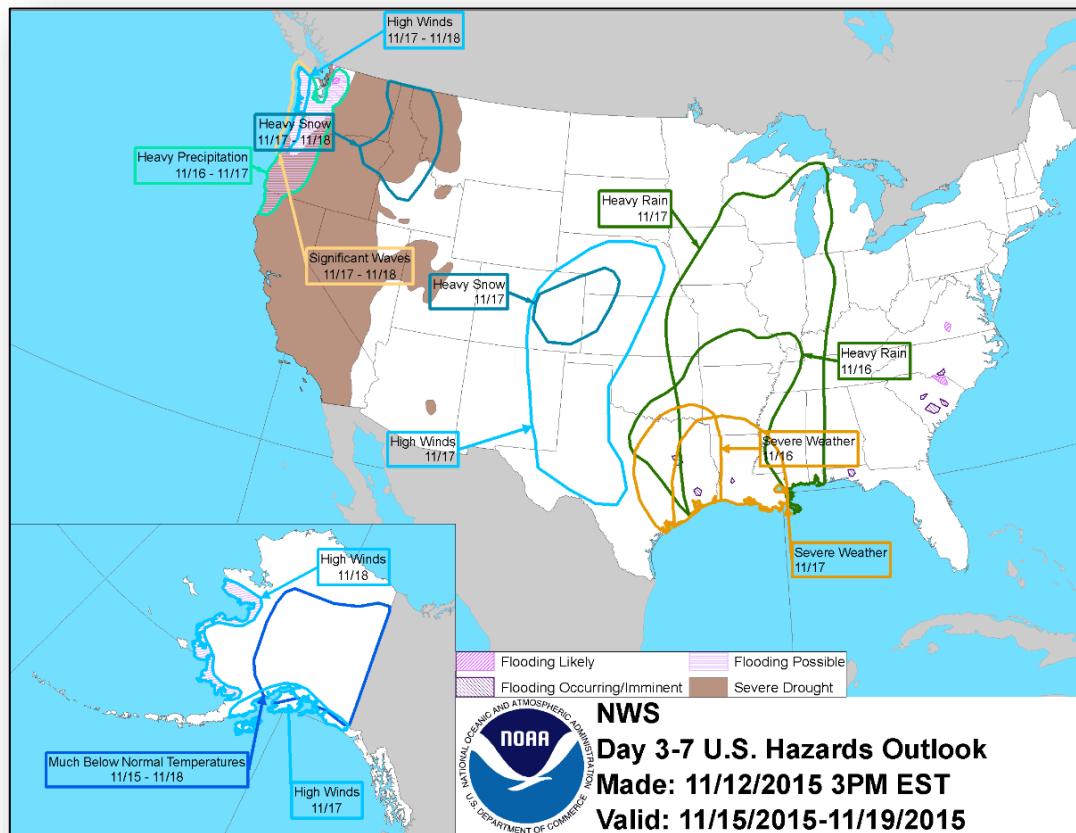 High Winds
11/17 - 11/18
Heavy Snow
11/17 - 11/18
Heavy Precipitation
11/16 - 11/17
Significant Waves
11/17 - 11/18
Heavy Snow
11/17
Heavy Rain
11/17
Heavy Rain
11/16
High Winds
11/17
Severe Weather
11/16
Severe Weather
11/17
High Winds
11/18
Much Below Normal Temperatures
11/15 - 11/18
High Winds
11/17
Flooding Likely
Flooding Possible
Flooding Occurring/Imminent
Severe Drought
NATIONAL OCEANIC AND ATMOSPHERIC ADMINISTRATION
NOAA
U.S. DEPARTMENT OF COMMERCE
NWS
Day 3-7 U.S. Hazards Outlook
Made: 11/12/2015 3PM EST
Valid: 11/15/2015-11/19/2015